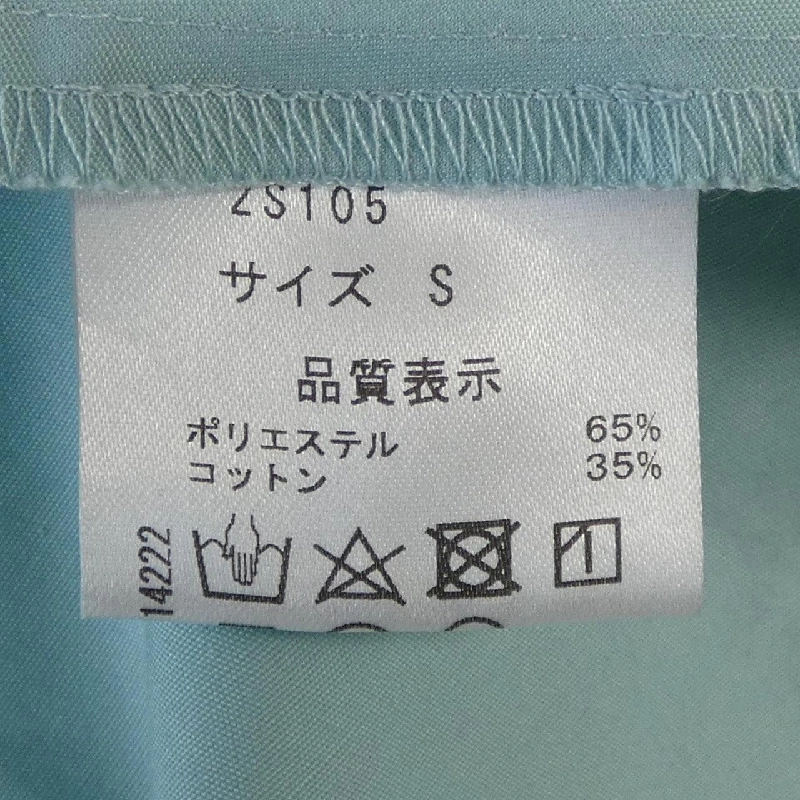 ZS105
サイズ S
品質表示
ポリエステル 65%
コットン 35%
14222